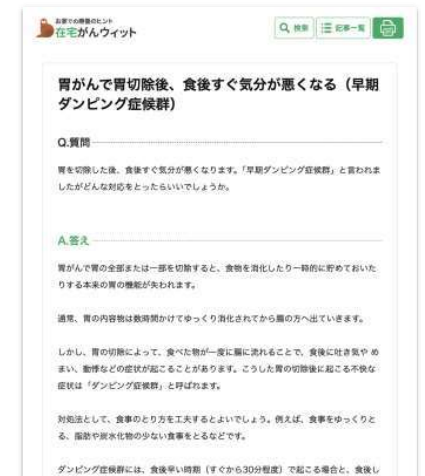 お家での療養のヒント
在宅がんウィット
検索
記事一覧
胃がんで胃切除後、食後すぐ気分が悪くなる（早期
ダンピング症候群）
Q.質問
胃を切除した後、食後すぐ気分が悪くなります。「早期ダンピング症候群」と言われま
したがどんな対応をとったらいいでしょうか。
A.答え
胃がんで胃の全部または一部を切除すると、食物を消化したり一時的に貯めておいた
りする本来の胃の機能が失われます。
通常、胃の内容物は数時間かけてゆっくり消化されてから腸の方へ出ていきます。
しかし、胃の切除によって、食べた物が一度に腸に流れることで、食後に吐き気や め
まい、動悸などの症状が起こることがあります。こうした胃の切除後に起こる不快な
症状は「ダンピング症候群」と呼ばれます。
対処法として、食事のとり方を工夫するとよいでしょう。例えば、食事をゆっくりと
る、脂肪や炭水化物の少ない食事をとるなどです。
ダンピング症候群には、食後早い時期（すぐから30分程度）で起こる場合と、食後し